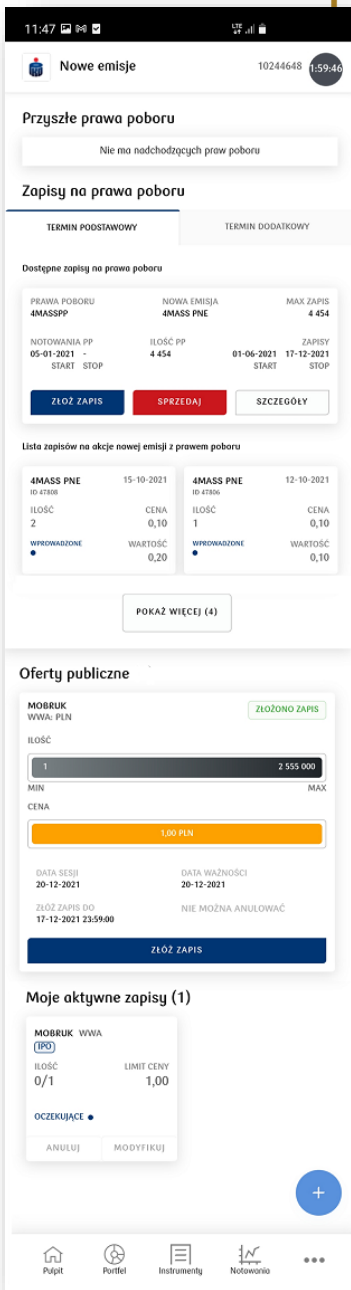 11:47 LTE
Nowe emisje 10244648 1:59:46
Przyszłe prawa poboru
Nie ma nadchodzących praw poboru
Zapisy na prawa poboru
TERMIN PODSTAWOWY TERMIN DODATKOWY
Dostępne zapisy na prawa poboru
PRAWA POBORU NOWA EMISJA MAX ZAPIS
4MASSPP 4MASS PNE 4 454
NOTOWANIA PP ILOŚĆ PP ZAPISY
05-01-2021 - 4 454 01-06-2021 17-12-2021
START STOP START STOP
ZŁÓŻ ZAPIS SPRZEDAJ SZCZEGÓŁY
Lista zapisów na akcje nowej emisji z prawem poboru
4MASS PNE 15-10-2021 4MASS PNE 12-10-2021
ID 47808 ID 47806
ILOŚĆ CENA ILOŚĆ CENA
2 0,10 1 0,10
WPROWADZONE WARTOŚĆ WPROWADZONE WARTOŚĆ
0,20 0,10
POKAŻ WIĘCEJ (4)
Oferty publiczne
MOBRUK ZŁOŻONO ZAPIS
WWA: PLN
ILOŚĆ
1 2 555 000
MIN MAX
CENA
1,00 PLN
DATA SESJI DATA WAŻNOŚCI
20-12-2021 20-12-2021
ZŁÓŻ ZAPIS DO NIE MOŻNA ANULOWAĆ
17-12-2021 23:59:00
ZŁÓŻ ZAPIS
Moje aktywne zapisy (1)
MOBRUK WWA
IPO
ILOŚĆ LIMIT CENY
0/1 1,00
OCZEKUJĄCE
ANULUJ MODYFIKUJ
+
Pulpit Portfel Instrumenty Notowania